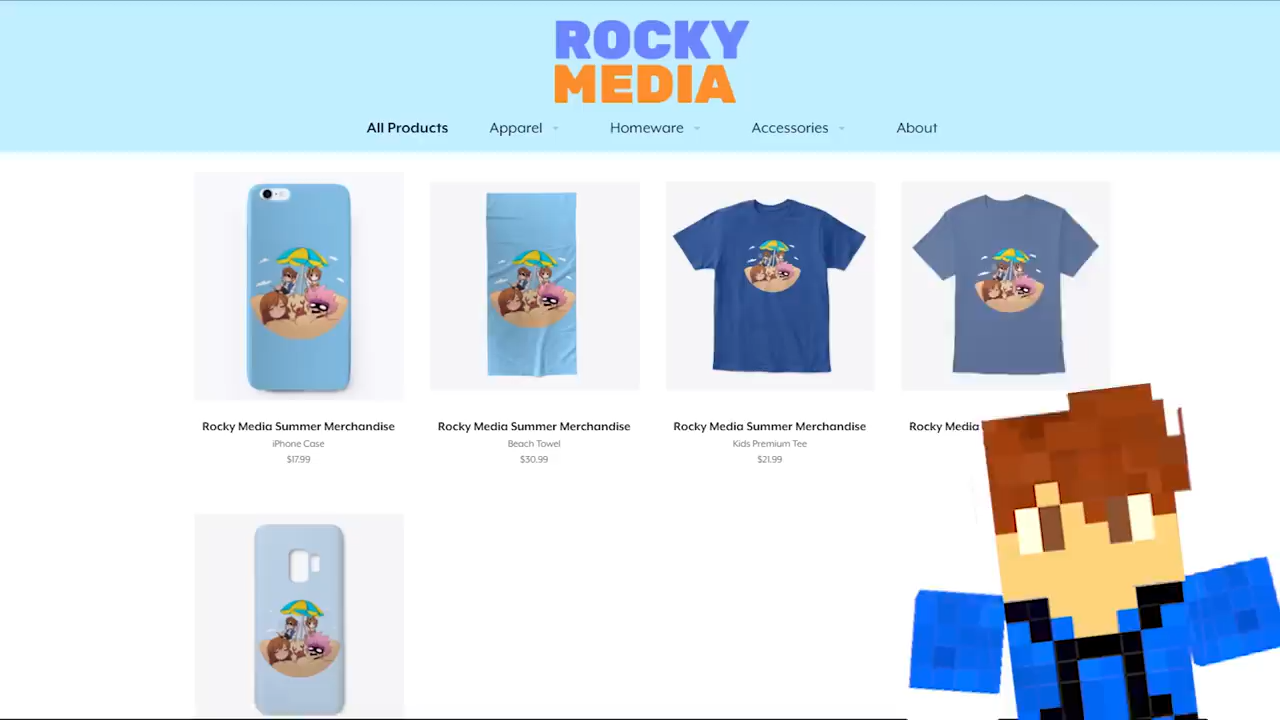 ROCKY
MEDIA
All Products
Apparel
Homeware
Accessories
About
Rocky Media Summer Merchandise
iPhone Case
$17.99
Rocky Media Summer Merchandise
Beach Towel
$30.99
Rocky Media Summer Merchandise
Kids Premium Tee
$21.99
Rocky Media